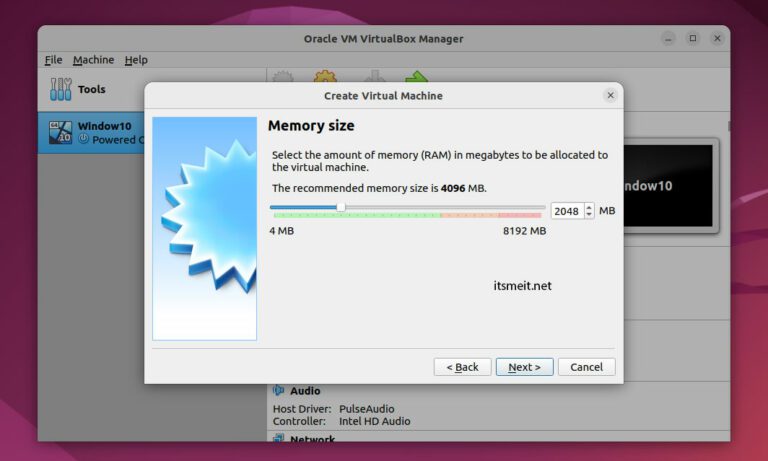 Oracle VM VirtualBox Manager
File Machine Help
Tools
Window10
Powered
Create Virtual Machine
Memory size
Select the amount of memory (RAM) in megabytes to be allocated to
the virtual machine.
The recommended memory size is 4096 MB.
2048 MB
4 MB 8192 MB
itsmeit.net
< Back Next > Cancel
Audio
Host Driver: PulseAudio
Controller: Intel HD Audio
Network